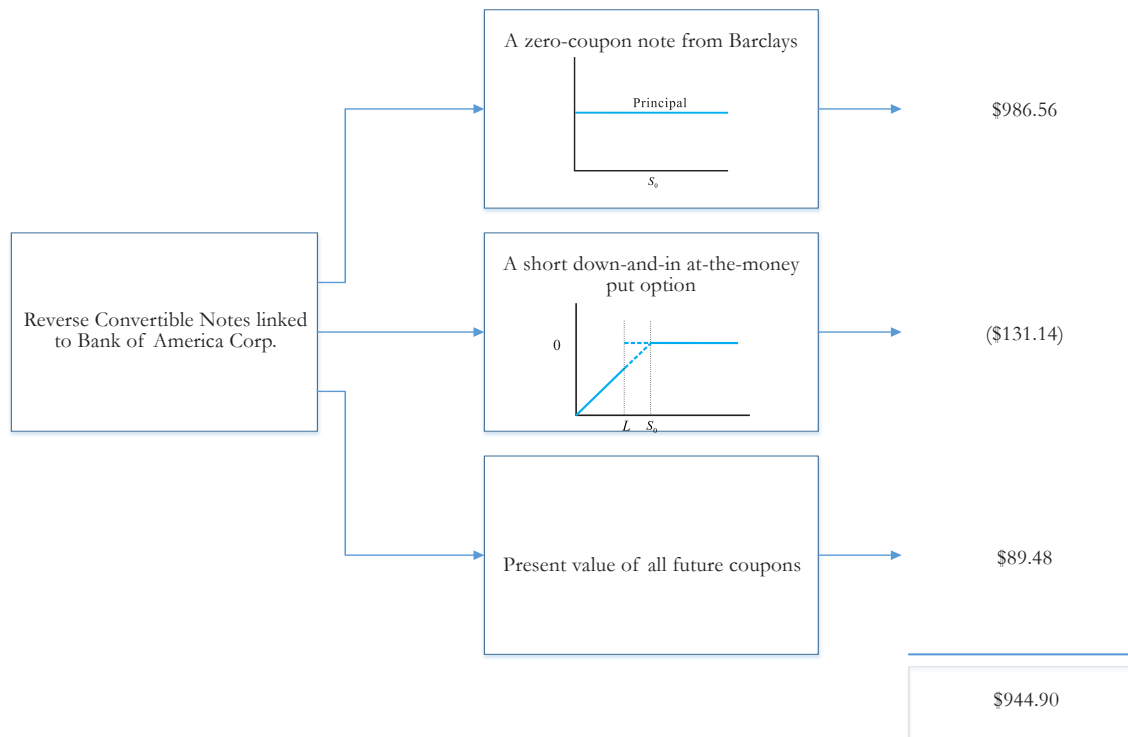 A zero-coupon note from Barclays
Principal
S₀
$986.56
Reverse Convertible Notes linked
to Bank of America Corp.
A short down-and-in at-the-money
put option
0
L S₀
($131.14)
Present value of all future coupons
$89.48
$944.90